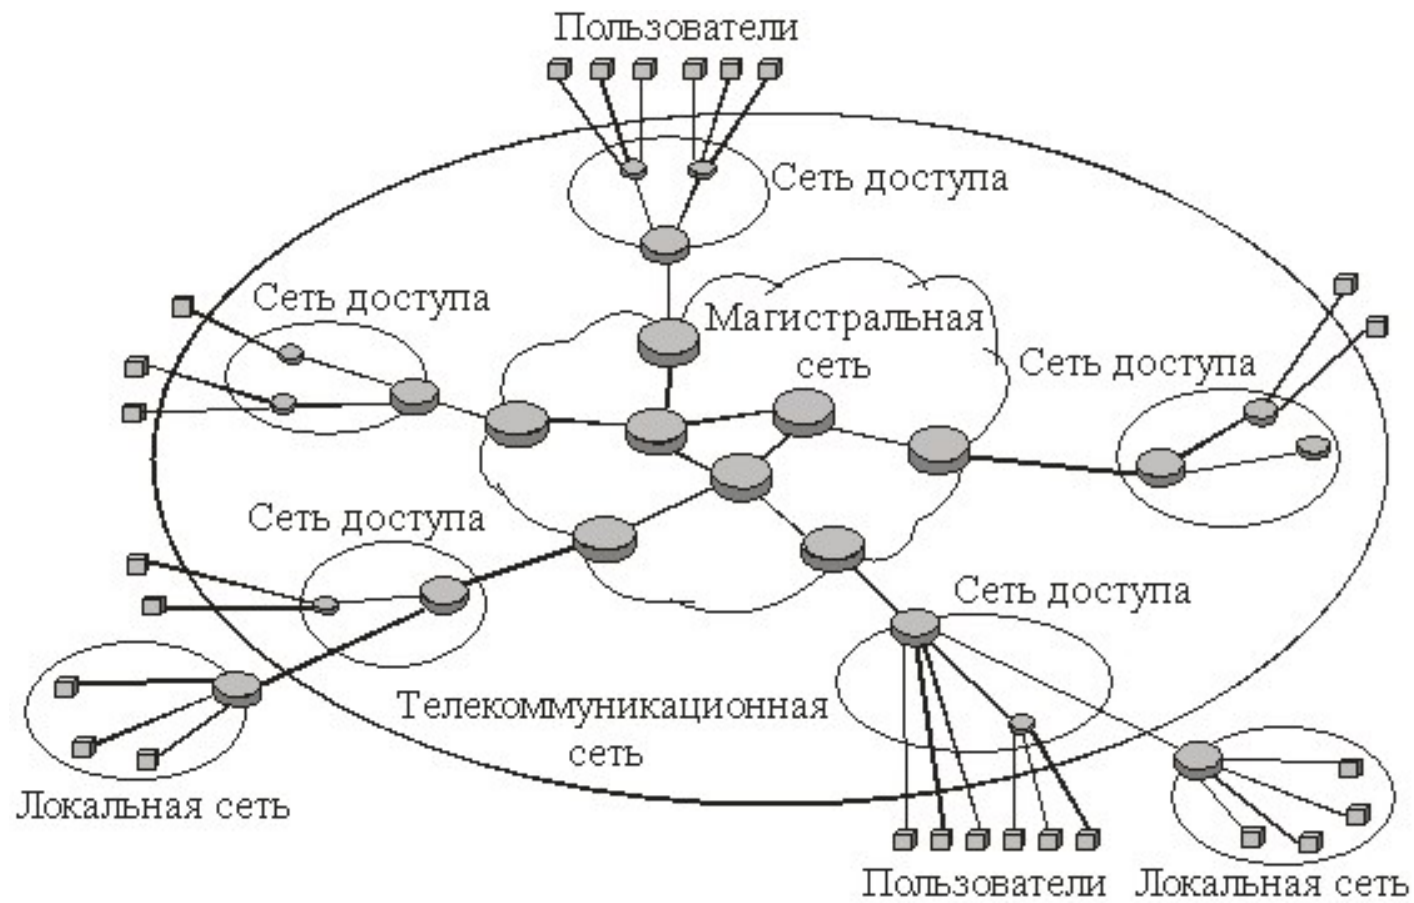 Пользователи
Сеть доступа
Сеть доступа
Магистральная
сеть
Сеть доступа
Сеть доступа
Сеть доступа
Телекоммуникационная
сеть
Локальная сеть
Пользователи
Локальная сеть